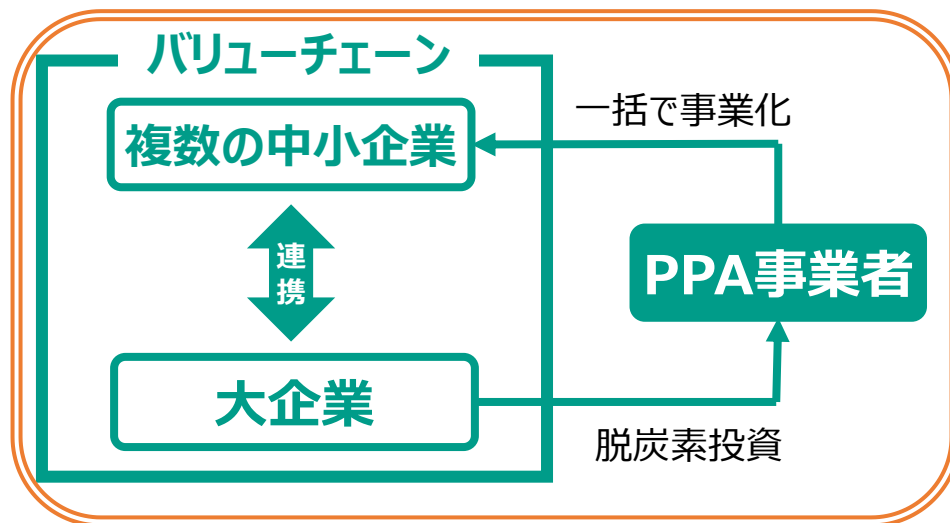 バリューチェーン
一括で事業化
複数の中小企業
連
携
PPA事業者
大企業
脱炭素投資